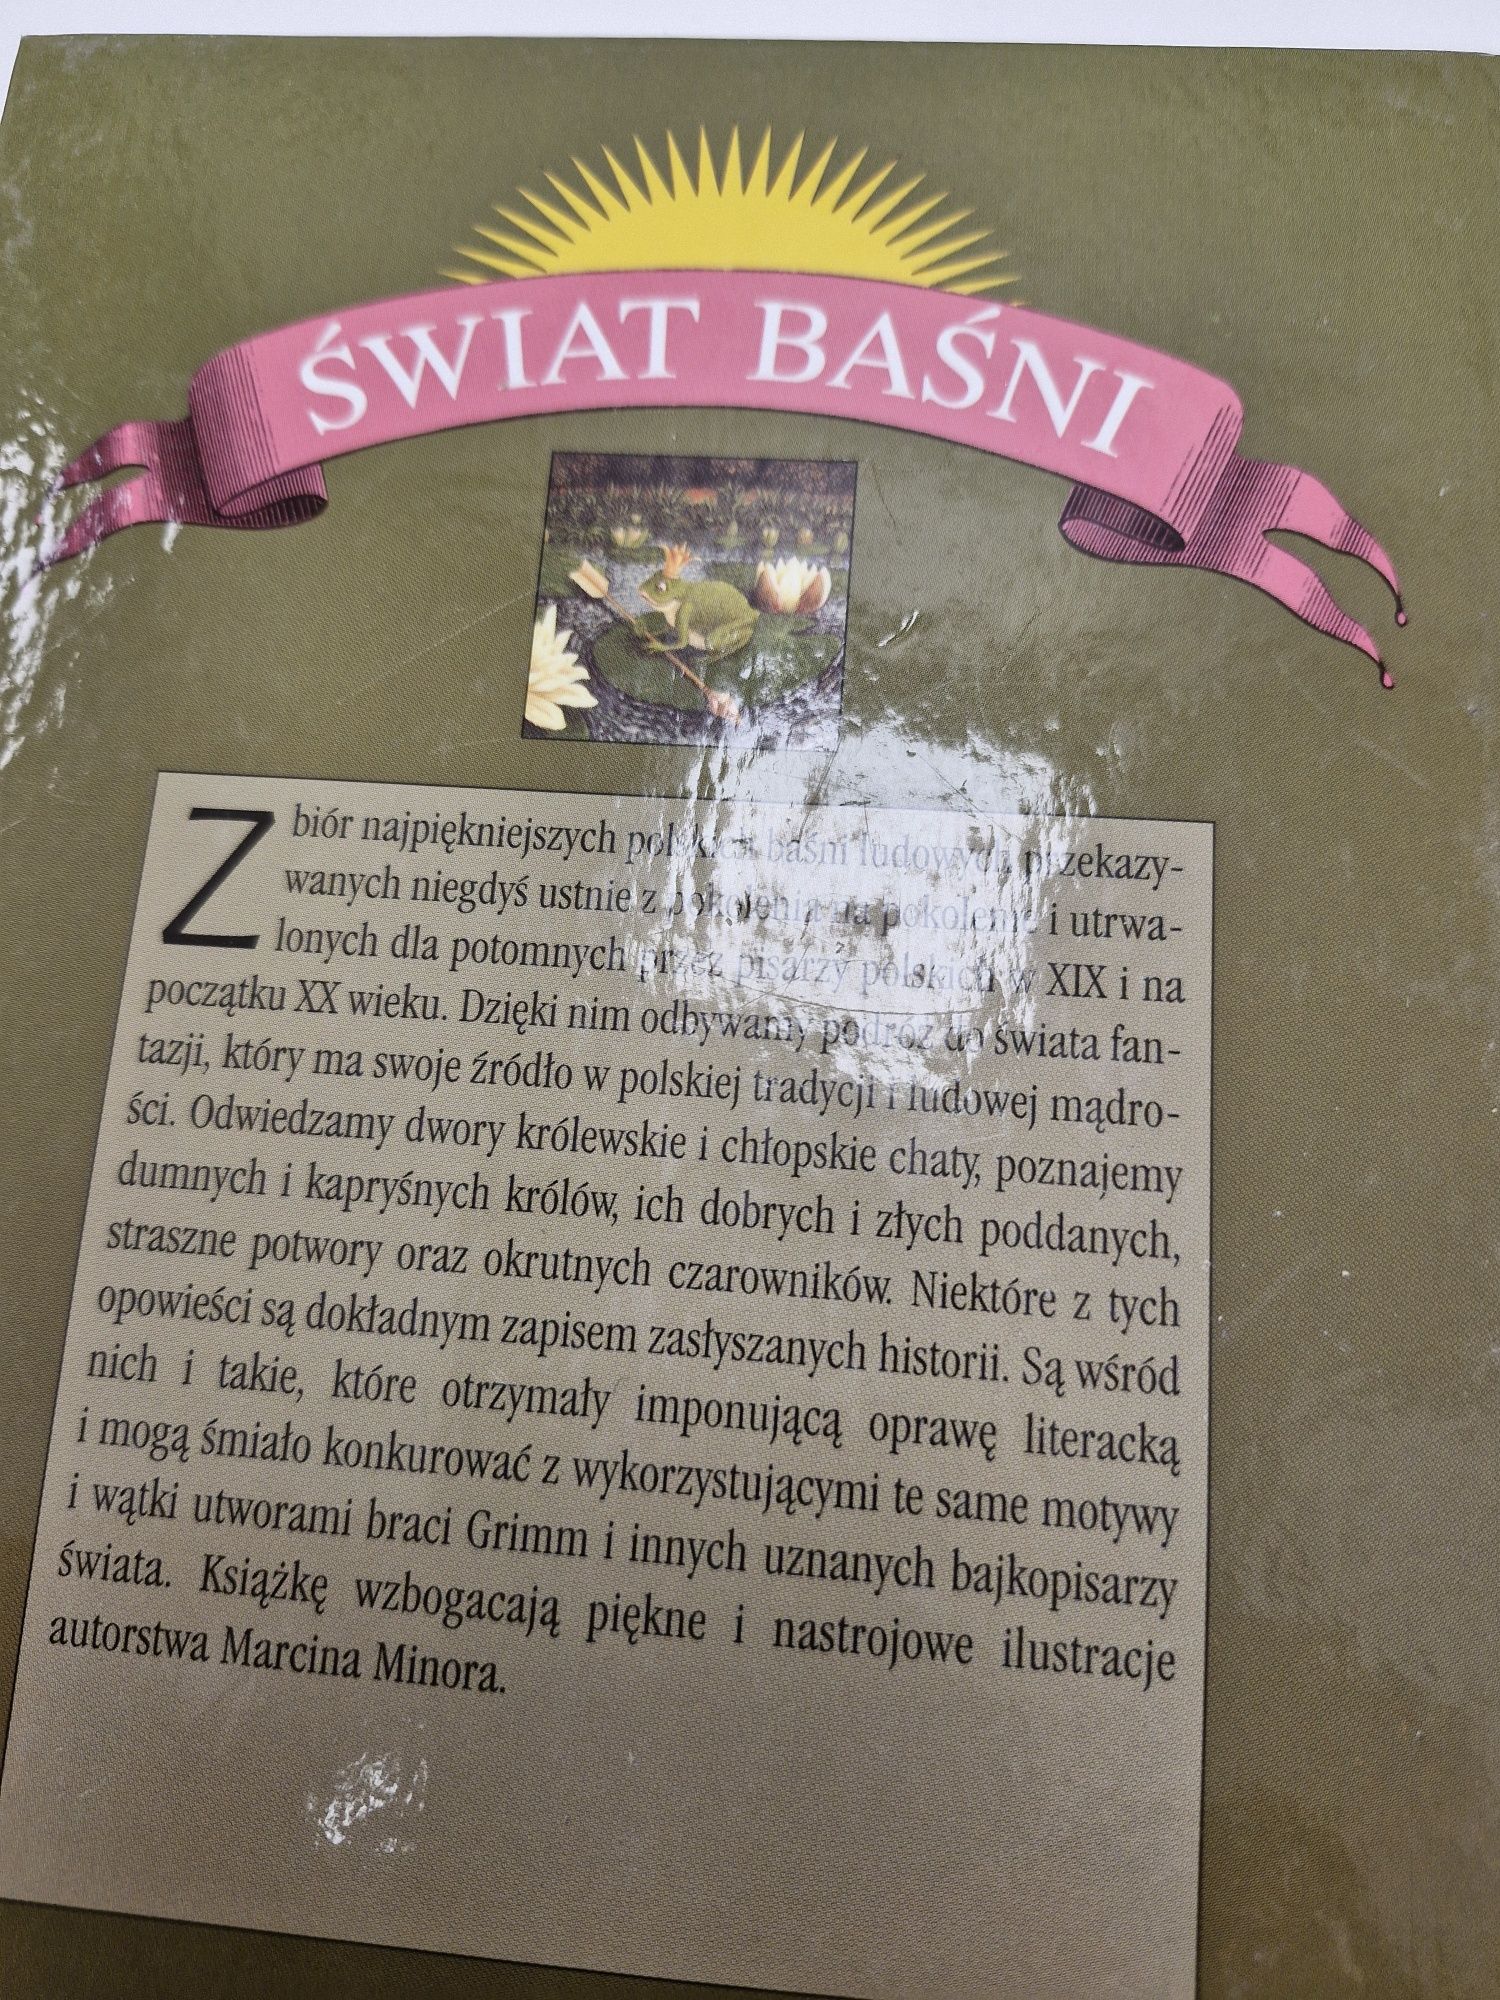 ŚWIAT BAŚNI
Zbiór najpiękniejszych polskich baśni ludowych, przekazy-
wanych niegdyś ustnie z pokolenia na pokolenie i utrwa-
lonych dla potomnych przez pisarzy polskich w XIX i na
początku XX wieku. Dzięki nim odbywamy podróż do świata fan-
tazji, który ma swoje źródło w polskiej tradycji i ludowej mądro-
ści. Odwiedzamy dwory królewskie i chłopskie chaty, poznajemy
dumnych i kapryśnych królów, ich dobrych i złych poddanych,
straszne potwory oraz okrutnych czarowników. Niektóre z tych
opowieści są dokładnym zapisem zasłyszanych historii. Są wśród
nich i takie, które otrzymały imponującą oprawę literacką
i mogą śmiało konkurować z wykorzystującymi te same motywy
i wątki utworami braci Grimm i innych uznanych bajkopisarzy
świata. Książkę wzbogacają piękne i nastrojowe ilustracje
autorstwa Marcina Minora.